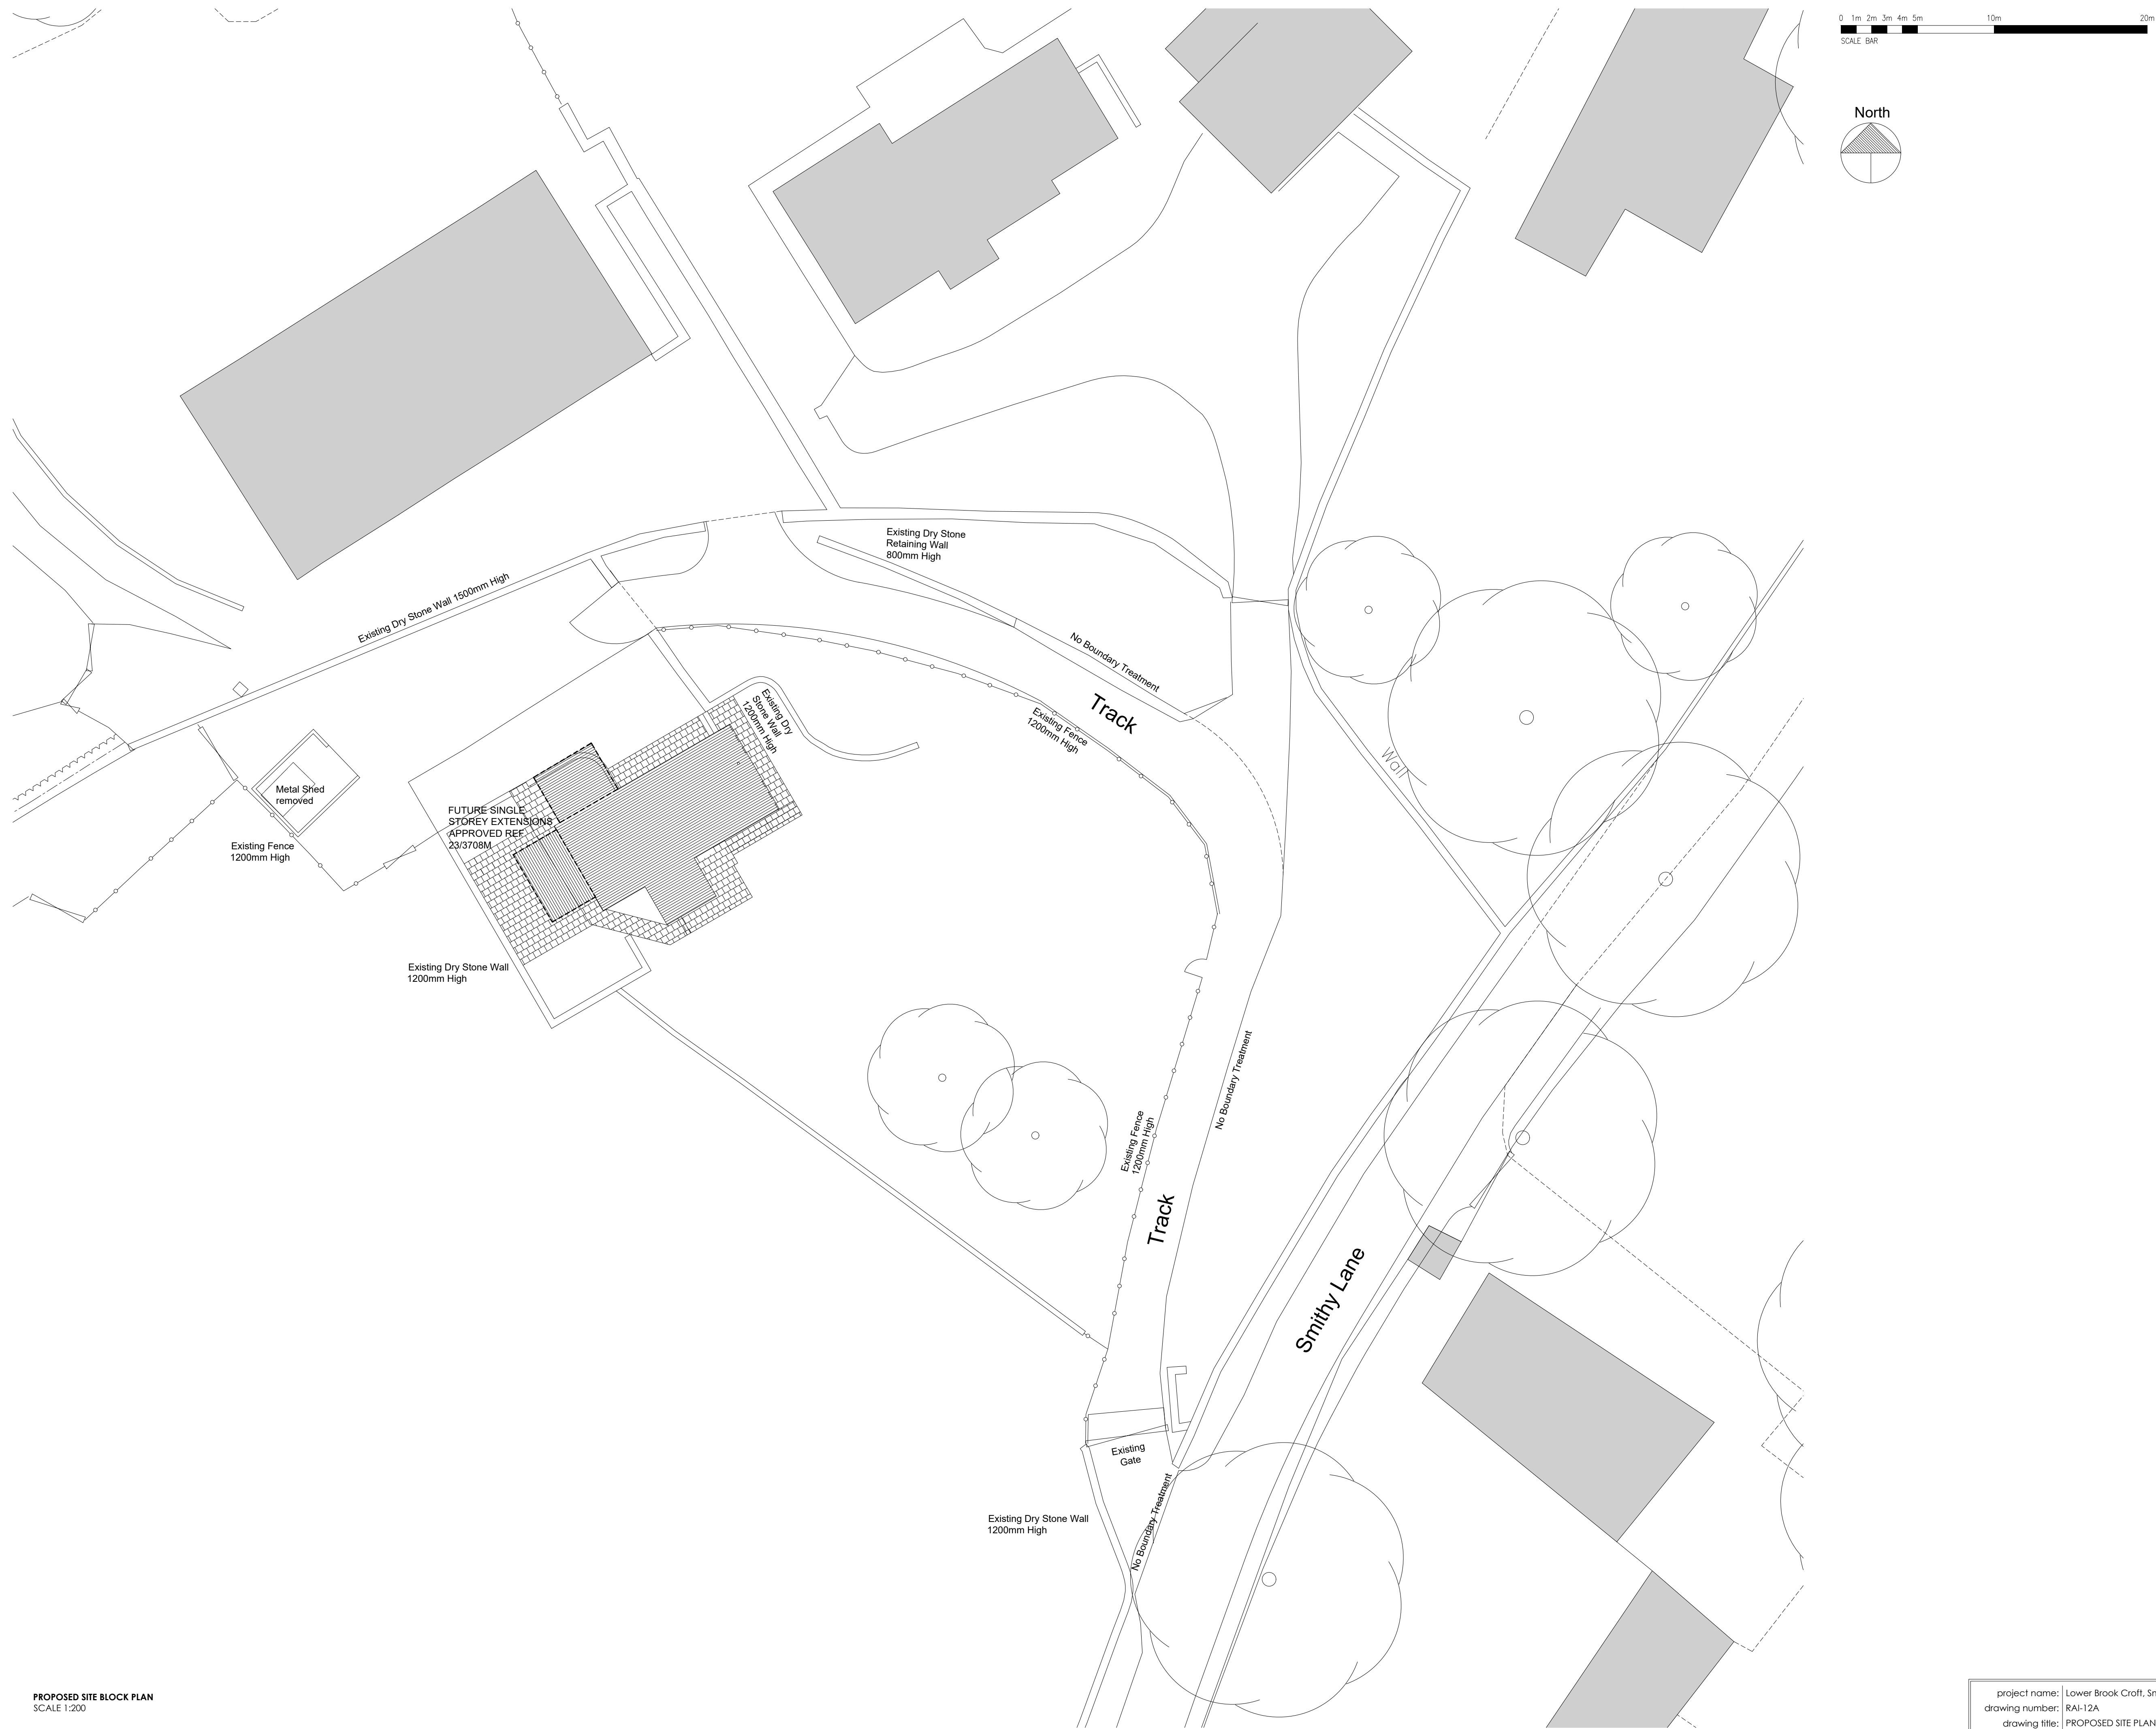 0 1m 2m 3m 4m 5m 10m 20m
SCALE BAR
North
Existing Dry Stone
Retaining Wall
800mm High
Existing Dry Stone Wall 1500mm High
No Boundary Treatment
Track
Existing Fence
1200mm High
Existing Dry
Stone Wall
1200mm High
Wall
Metal Shed
removed
FUTURE SINGLE
STOREY EXTENSIONS
APPROVED REF
23/3708M
Existing Fence
1200mm High
Existing Dry Stone Wall
1200mm High
No Boundary Treatment
Existing Fence
1200mm High
Track
Smithy Lane
Existing
Gate
No Boundary Treatment
Existing Dry Stone Wall
1200mm High
PROPOSED SITE BLOCK PLAN
SCALE 1:200
project name: Lower Brook Croft,
drawing number: RAI-12A
drawing title: PROPOSED SITE PLAN